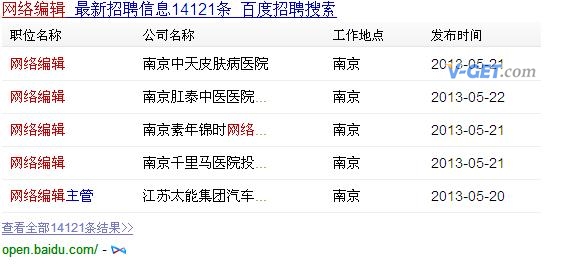 网络编辑_最新招聘信息14121条_百度招聘搜索
职位名称 公司名称 工作地点 发布时间
网络编辑 南京中天皮肤病医院 南京 2013-05-21
V-GET.com
网络编辑 南京肛泰中医医院... 南京 2013-05-22
网络编辑 南京素年锦时网络... 南京 2013-05-21
网络编辑 南京千里马医院投... 南京 2013-05-21
网络编辑主管 江苏太能集团汽车... 南京 2013-05-20
查看全部14121条结果>>
open.baidu.com/ -